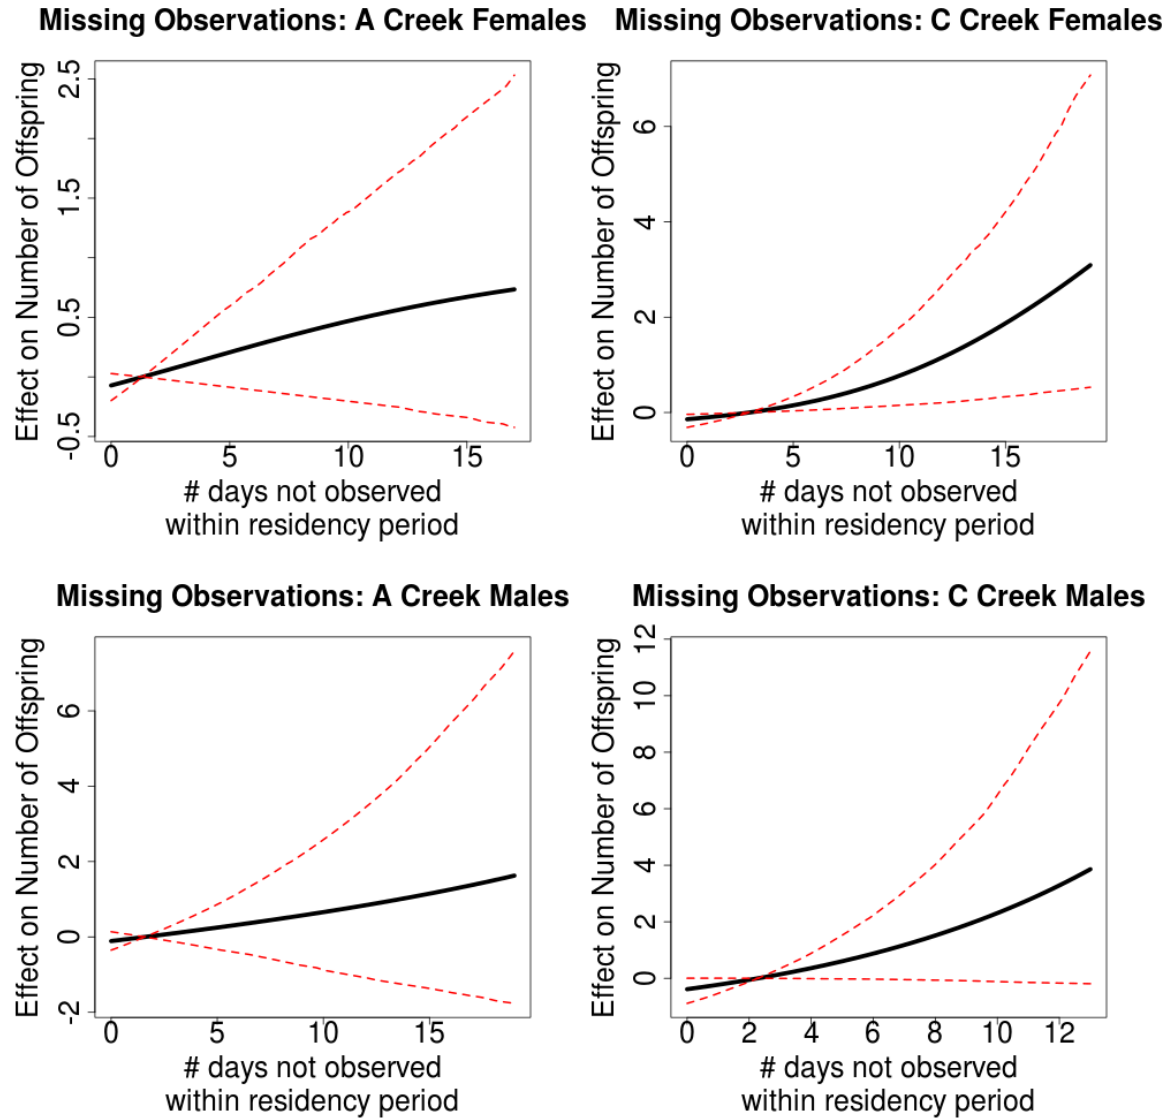 Missing Observations: A Creek Females
Effect on Number of Offspring
2.5
1.5
0.5
-0.5
0 5 10 15
# days not observed
within residency period
Missing Observations: C Creek Females
Effect on Number of Offspring
6
4
2
0
0 5 10 15
# days not observed
within residency period
Missing Observations: A Creek Males
Effect on Number of Offspring
6
4
2
0
-2
0 5 10 15
# days not observed
within residency period
Missing Observations: C Creek Males
Effect on Number of Offspring
12
10
8
6
4
2
0
0 2 4 6 8 10 12
# days not observed
within residency period